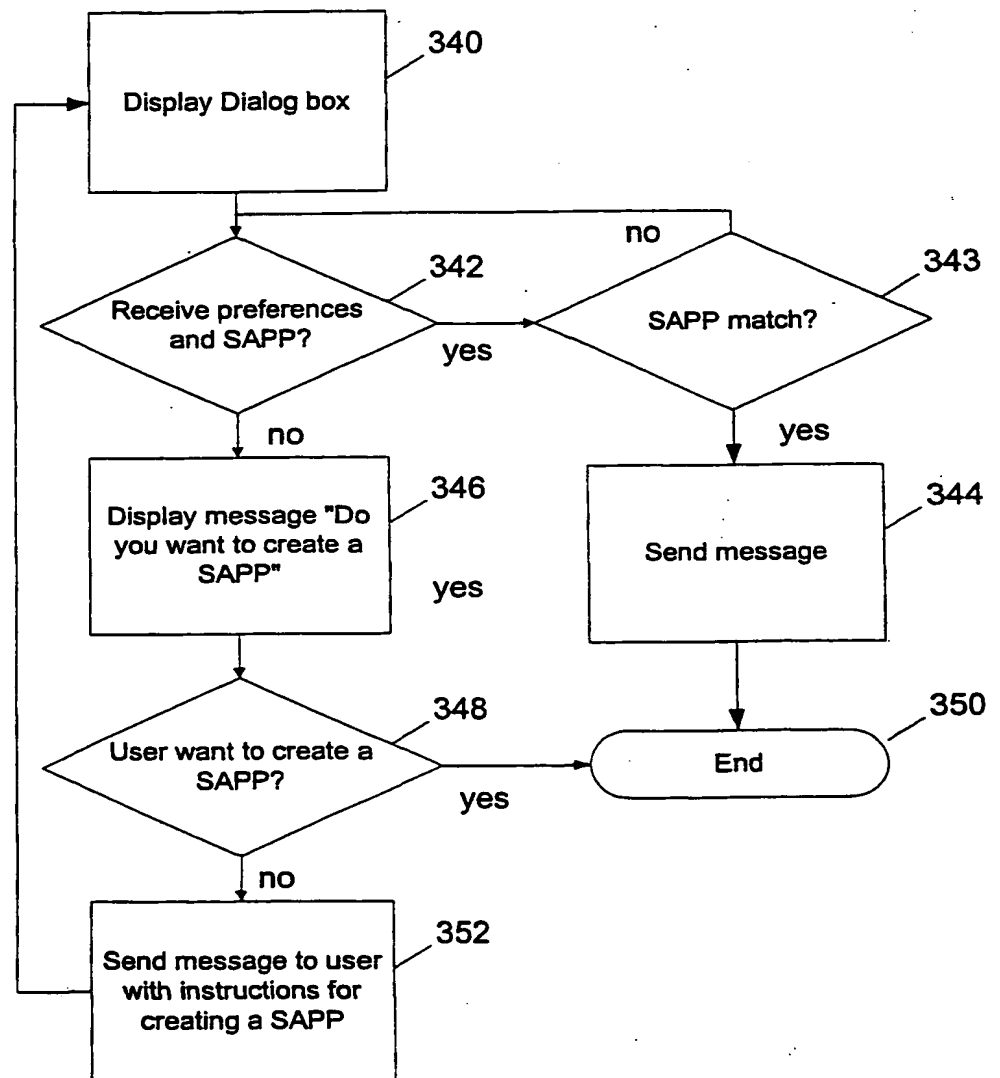 340
Display Dialog box
no
342
343
Receive preferences
and SAPP?
SAPP match?
yes
no
yes
346
344
Display message "Do
you want to create a
SAPP"
Send message
yes
348
350
User want to create a
SAPP?
End
yes
no
352
Send message to user
with instructions for
creating a SAPP